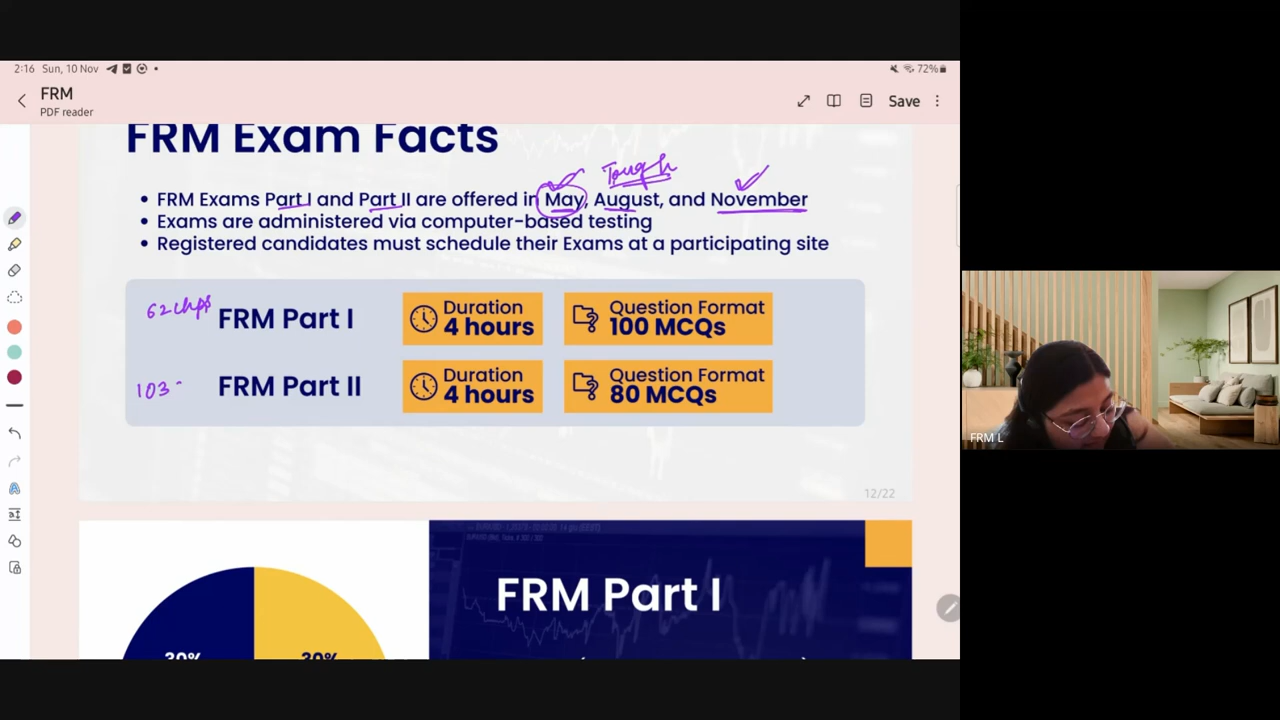 2:16 Sun, 10 Nov
72%
FRM
PDF reader
Save
FRM Exam Facts
Tough
• FRM Exams Part I and Part II are offered in May, August, and November
• Exams are administered via computer-based testing
• Registered candidates must schedule their Exams at a participating site
62 chps
FRM Part I
Duration
4 hours
Question Format
100 MCQs
103 -
FRM Part II
Duration
4 hours
Question Format
80 MCQs
12/22
30%
30%
FRM Part I
FRM L